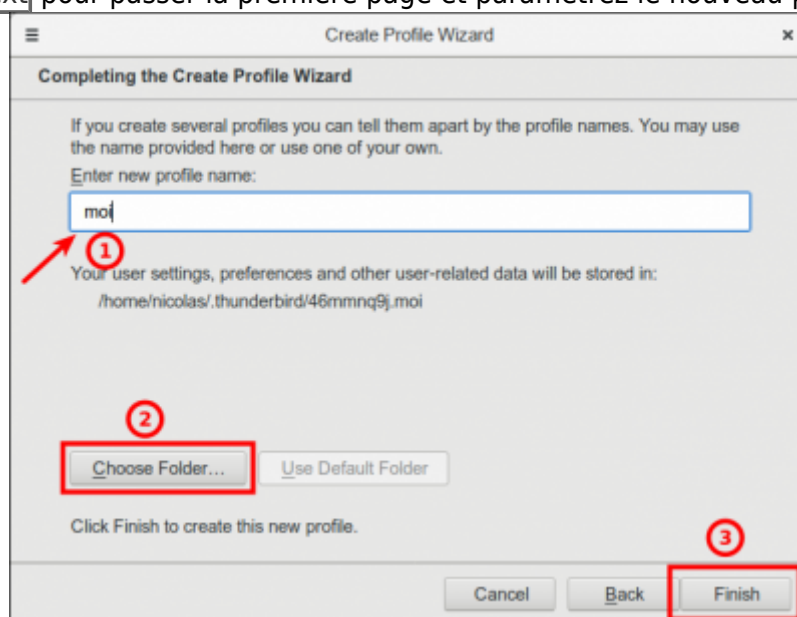 pour passer la première page et paramétrez le nouveau
Create Profile Wizard
Completing the Create Profile Wizard
If you create several profiles you can tell them apart by the profile names. You may use
the name provided here or use one of your own.
Enter new profile name:
moi
1
Your user settings, preferences and other user-related data will be stored in:
/home/nicolas/.thunderbird/46mmnq9j.moi
2
Choose Folder... Use Default Folder
Click Finish to create this new profile.
3
Cancel Back Finish